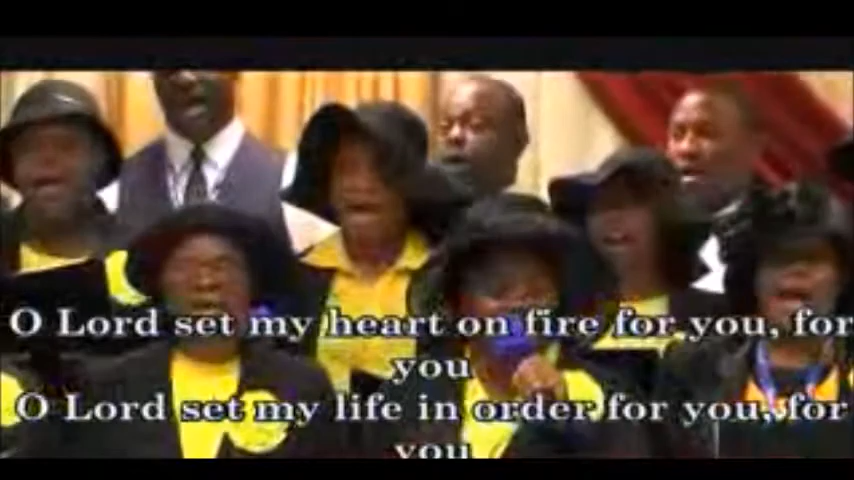 O Lord set my heart on fire for you, for
you
O Lord set my life in order for you, for
you